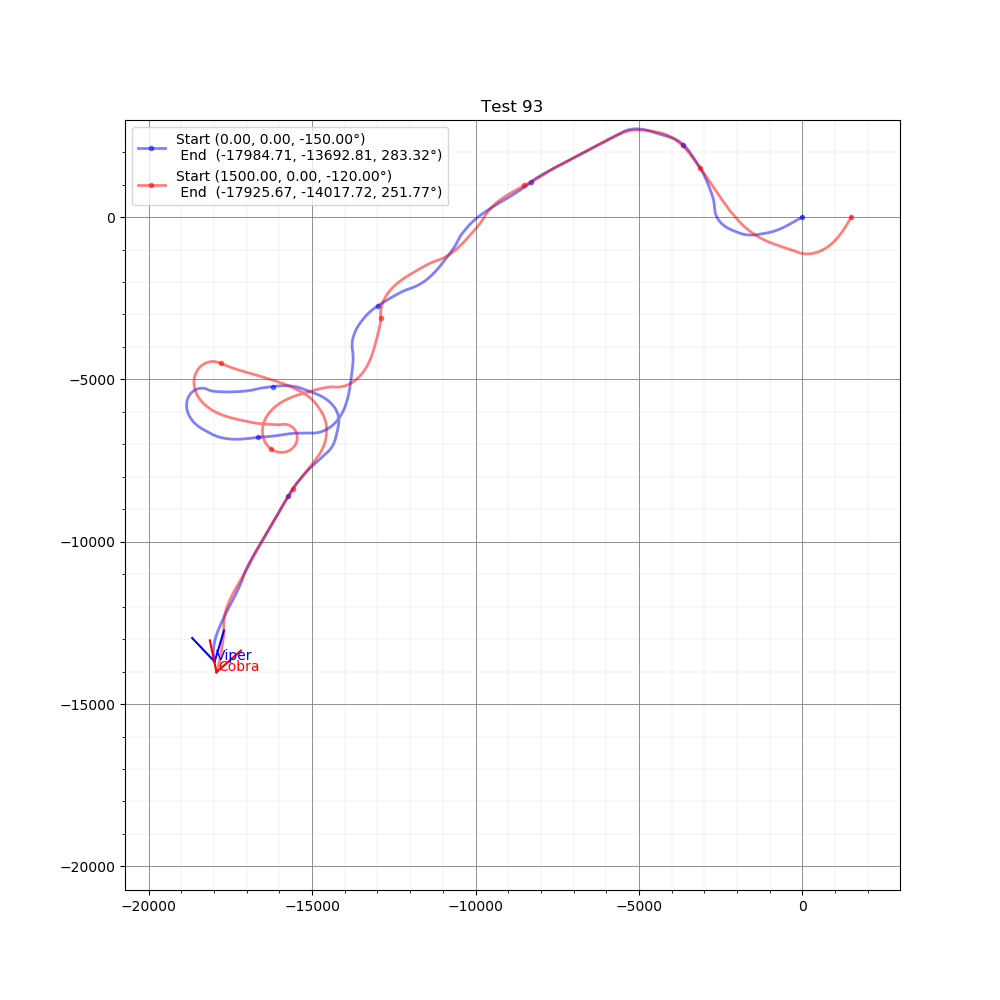 Test 93
Start (0.00, 0.00, -150.00°)
End  (-17984.71, -13692.81, 283.32°)
Start (1500.00, 0.00, -120.00°)
End  (-17925.67, -14017.72, 251.77°)
0
−5000
−10000
−15000
−20000
Viper
Cobra
−20000
−15000
−10000
−5000
0